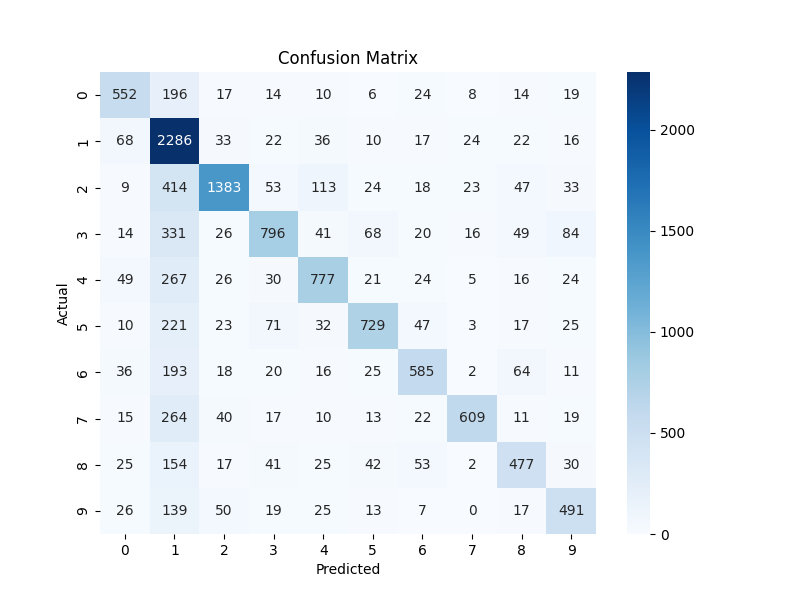 Confusion Matrix
0 552 196 17 14 10 6 24 8 14 19
1 68 2286 33 22 36 10 17 24 22 16
2 9 414 1383 53 113 24 18 23 47 33
3 14 331 26 796 41 68 20 16 49 84
4 49 267 26 30 777 21 24 5 16 24
5 10 221 23 71 32 729 47 3 17 25
6 36 193 18 20 16 25 585 2 64 11
7 15 264 40 17 10 13 22 609 11 19
8 25 154 17 41 25 42 53 2 477 30
9 26 139 50 19 25 13 7 0 17 491
0 1 2 3 4 5 6 7 8 9
Predicted
Actual
2000
1500
1000
500
0